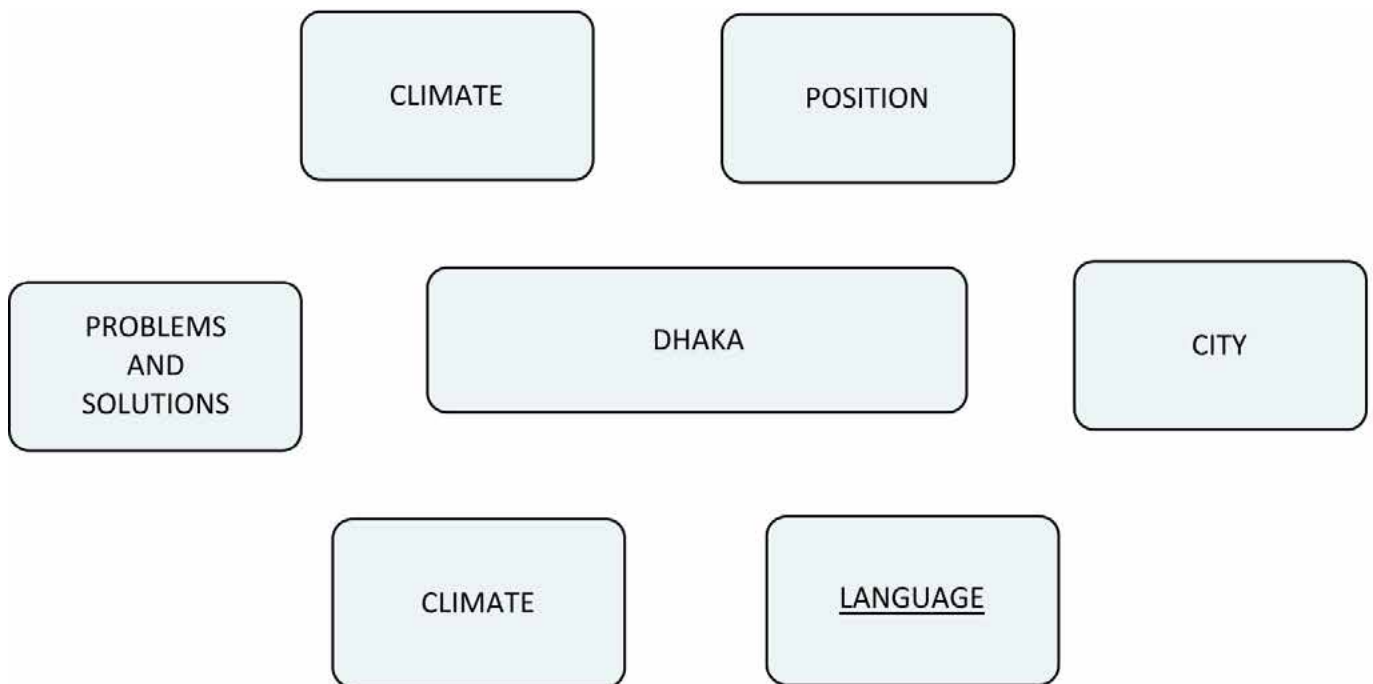 CLIMATE
POSITION
PROBLEMS
AND
SOLUTIONS
DHAKA
CITY
CLIMATE
LANGUAGE